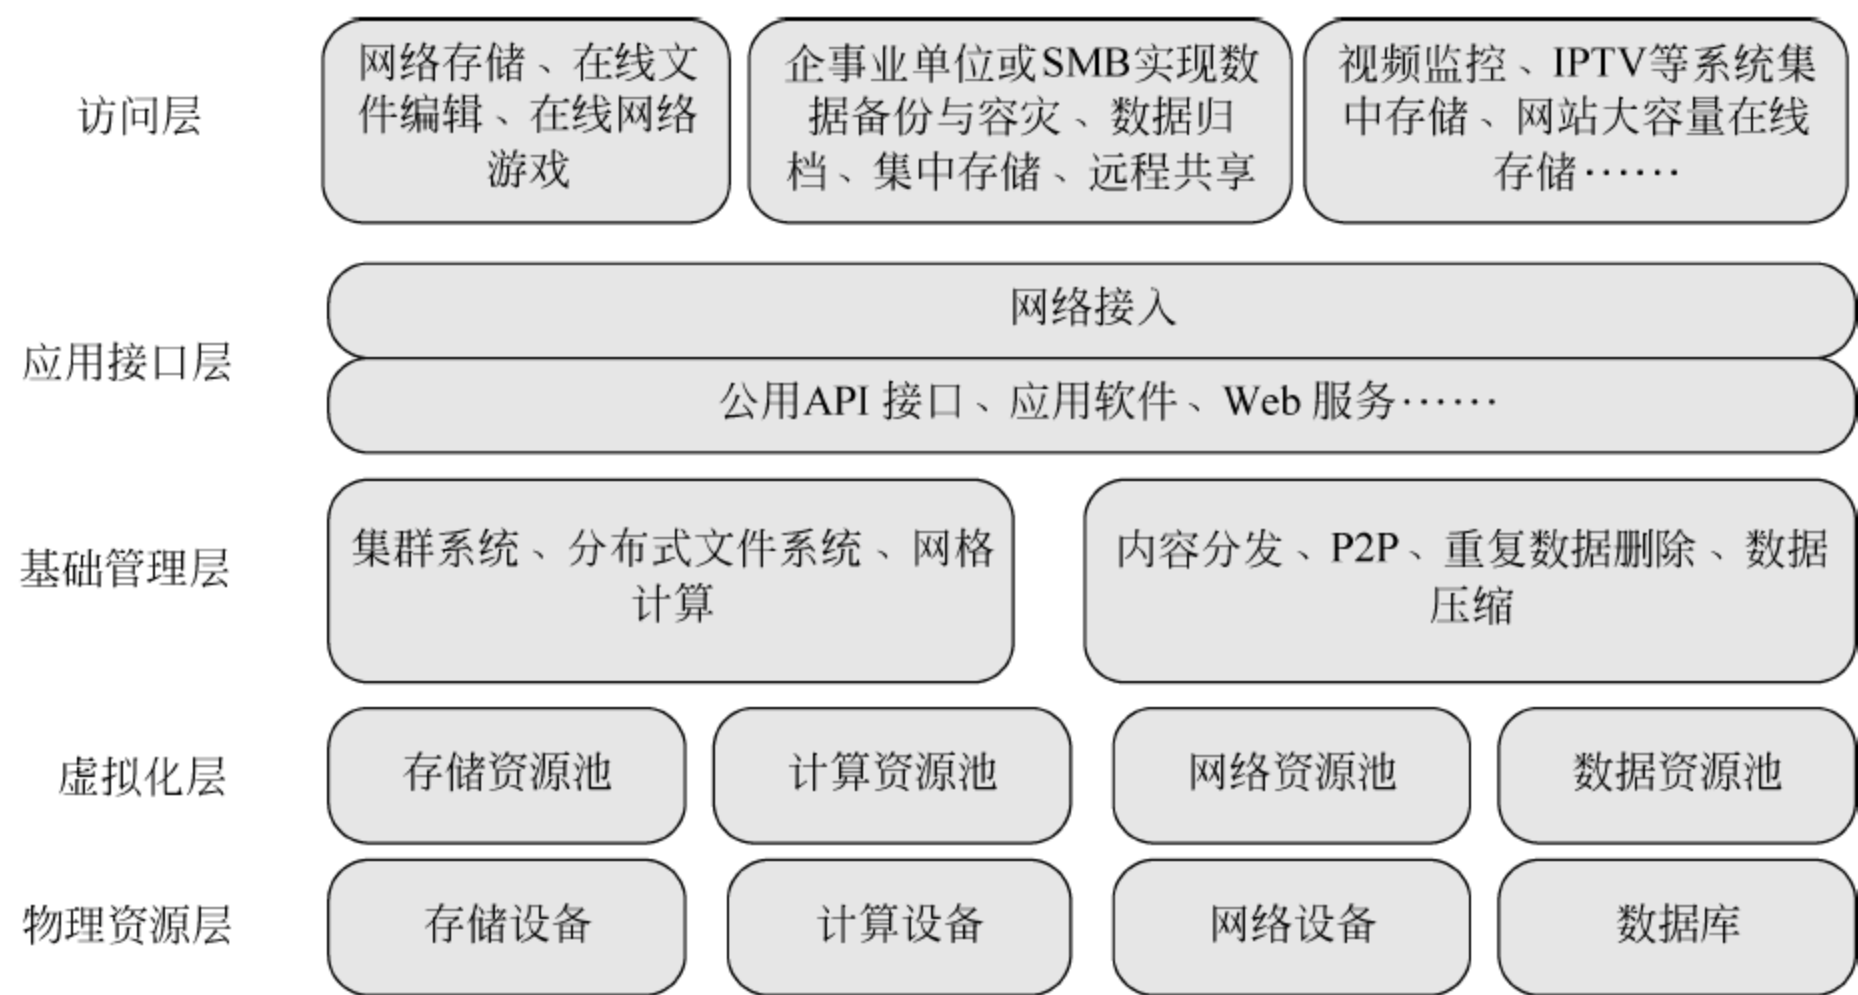 访问层
网络存储、在线文
件编辑、在线网络
游戏
企事业单位或SMB实现数
据备份与容灾、数据归
档、集中存储、远程共享
视频监控、IPTV等系统集
中存储、网站大容量在线
存储……
应用接口层
网络接入
公用API 接口、应用软件、Web 服务……
基础管理层
集群系统、分布式文件系统、网格
计算
内容分发、P2P、重复数据删除、数据
压缩
虚拟化层
存储资源池
计算资源池
网络资源池
数据资源池
物理资源层
存储设备
计算设备
网络设备
数据库